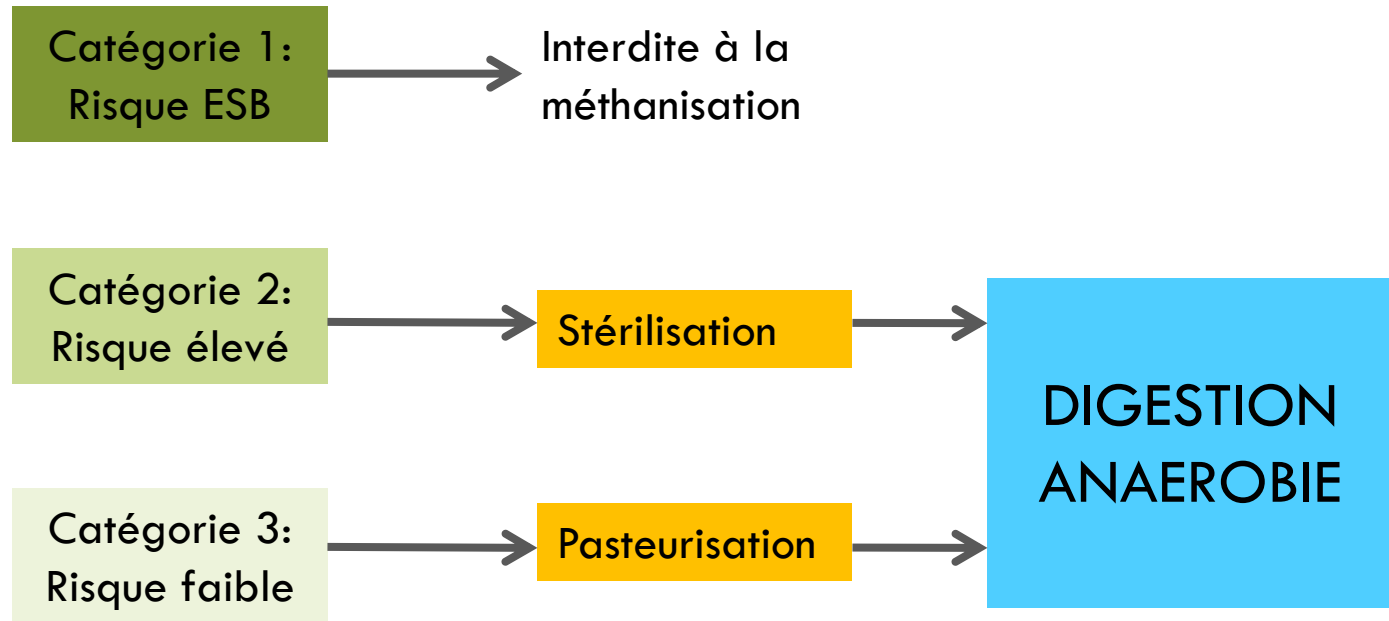 Catégorie 1:
Risque ESB
Interdite à la
méthanisation
Catégorie 2:
Risque élevé
Stérilisation
DIGESTION
ANAEROBIE
Catégorie 3:
Risque faible
Pasteurisation